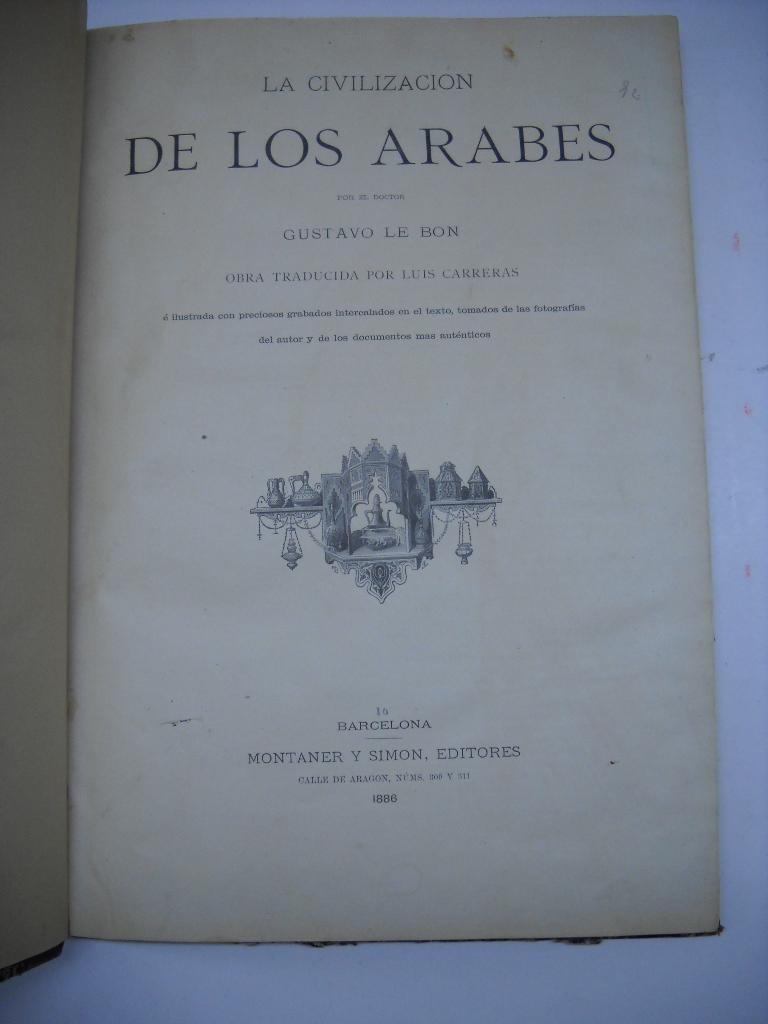 LA CIVILIZACION
DE LOS ARABES
POR EL DOCTOR
GUSTAVO LE BON
OBRA TRADUCIDA POR LUIS CARRERAS
é ilustrada con preciosos grabados intercalados en el texto, tomados de las fotografías
del autor y de los documentos mas auténticos
BARCELONA
MONTANER Y SIMON, EDITORES
CALLE DE ARAGON, NÚMS. 309 Y 311
1886